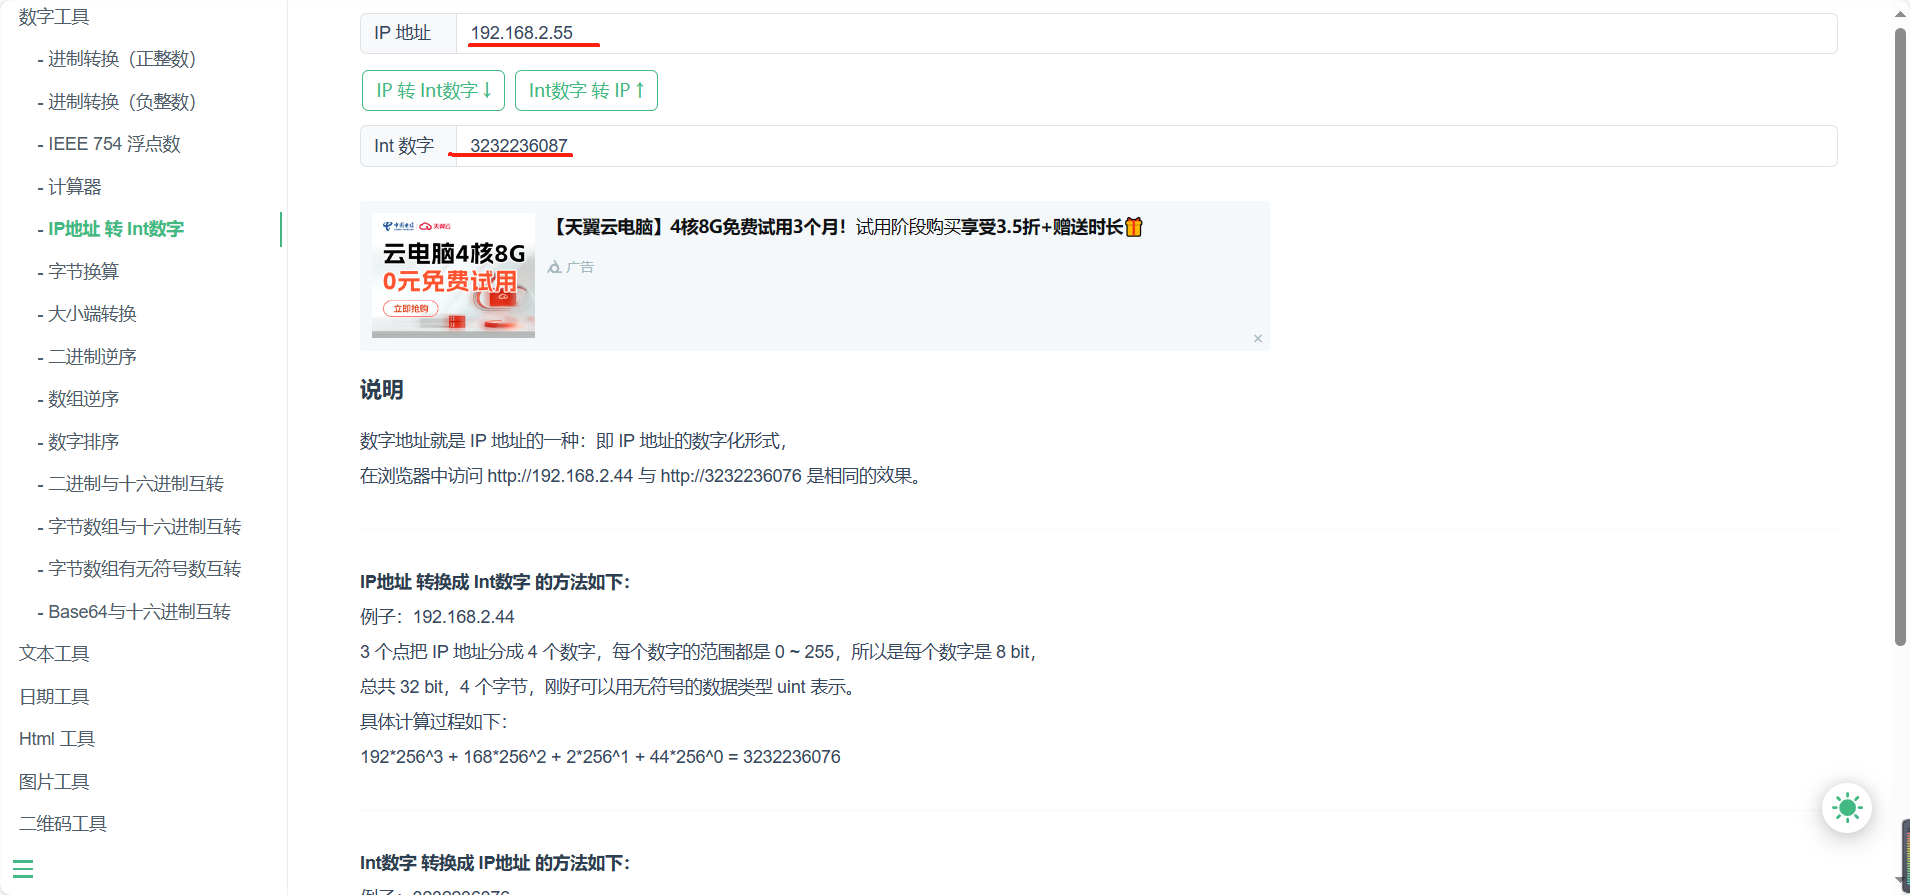 数字工具
- 进制转换（正整数）
- 进制转换（负整数）
- IEEE 754 浮点数
- 计算器
- IP地址 转 Int数字
- 字节换算
- 大小端转换
- 二进制逆序
- 数组逆序
- 数字排序
- 二进制与十六进制互转
- 字节数组与十六进制互转
- 字节数组有无符号数互转
- Base64与十六进制互转
文本工具
日期工具
Html 工具
图片工具
二维码工具
IP 地址
192.168.2.55
IP 转 Int数字↓
Int数字 转 IP↑
Int 数字
3232236087
中国电信 天翼云
云电脑4核8G
0元免费试用
立即抢购
【天翼云电脑】4核8G免费试用3个月！试用阶段购买享受3.5折+赠送时长🎁
广告
×
说明
数字地址就是 IP 地址的一种：即 IP 地址的数字化形式，
在浏览器中访问 http://192.168.2.44 与 http://3232236076 是相同的效果。
IP地址 转换成 Int数字 的方法如下：
例子：192.168.2.44
3 个点把 IP 地址分成 4 个数字，每个数字的范围都是 0 ~ 255，所以是每个数字是 8 bit，
总共 32 bit，4 个字节，刚好可以用无符号的数据类型 uint 表示。
具体计算过程如下：
192*256^3 + 168*256^2 + 2*256^1 + 44*256^0 = 3232236076
Int数字 转换成 IP地址 的方法如下：
例子：3232236076